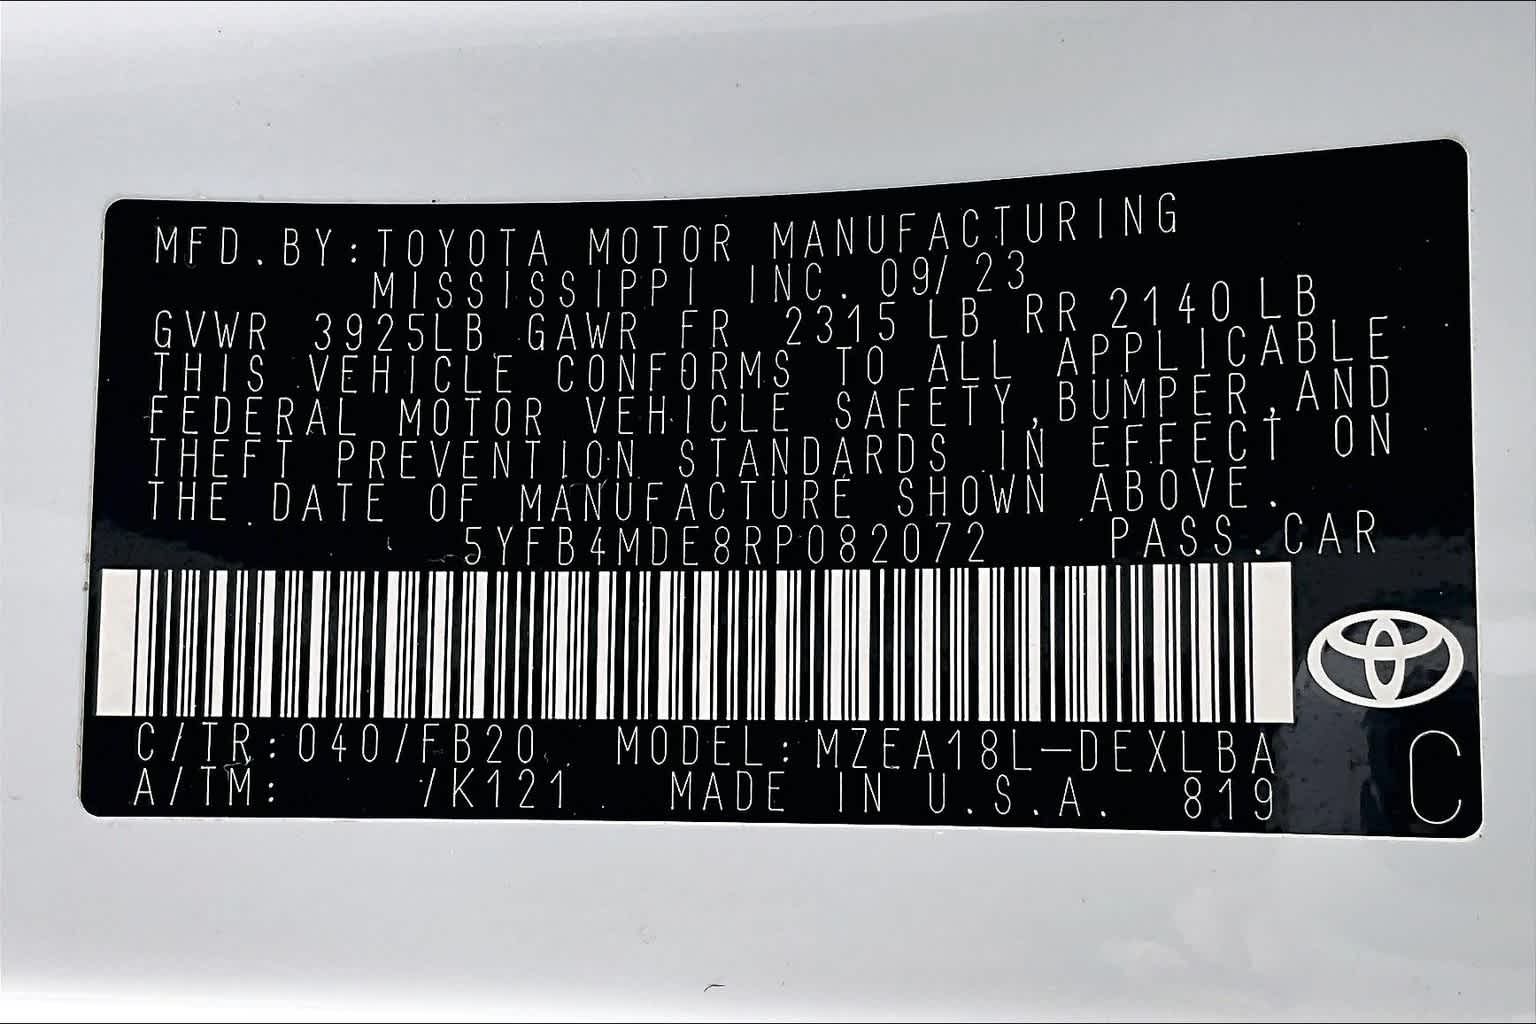 MFD.BY:TOYOTA MOTOR MANUFACTURING
MISSISSIPPI INC. 09/23
GVWR 3925LB GAWR FR 2315 LB RR 2140 LB
THIS VEHICLE CONFORMS TO ALL APPLICABLE
FEDERAL MOTOR VEHICLE SAFETY,BUMPER,AND
THEFT PREVENTION STANDARDS IN EFFECT ON
THE DATE OF MANUFACTURE SHOWN ABOVE.
5YFB4MDE8RP082072 PASS.CAR
C/TR:040/FB20 MODEL:MZEA18L-DEXLBA
A/TM: /K121 MADE IN U.S.A. 819
C